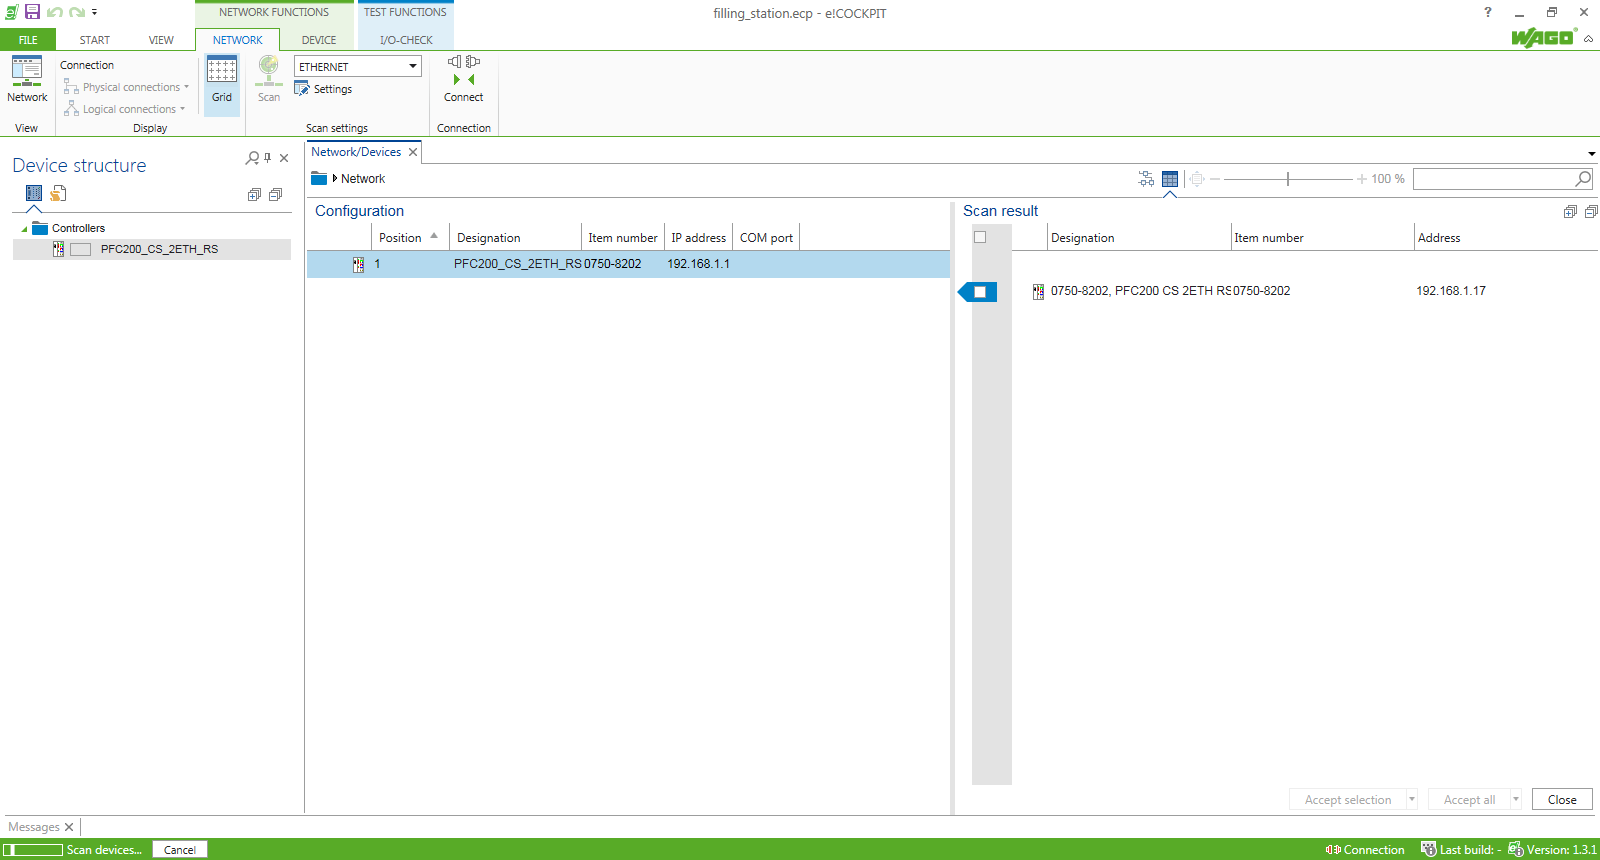 NETWORK FUNCTIONS TEST FUNCTIONS filling_station.ecp - e!COCKPIT ?
FILE START VIEW NETWORK DEVICE I/O-CHECK WAGO
Connection
Physical connections
Logical connections
Network
View
Display
Grid
Scan
ETHERNET
Settings
Scan settings
Connect
Connection
Device structure
Controllers
PFC200_CS_2ETH_RS
Network/Devices
Network
100 %
Configuration
Position Designation Item number IP address COM port
1 PFC200_CS_2ETH_RS 0750-8202 192.168.1.1
Scan result
Designation Item number Address
0750-8202, PFC200 CS 2ETH RS 0750-8202 192.168.1.17
Accept selection Accept all Close
Messages
Scan devices... Cancel Connection Last build: - Version: 1.3.1